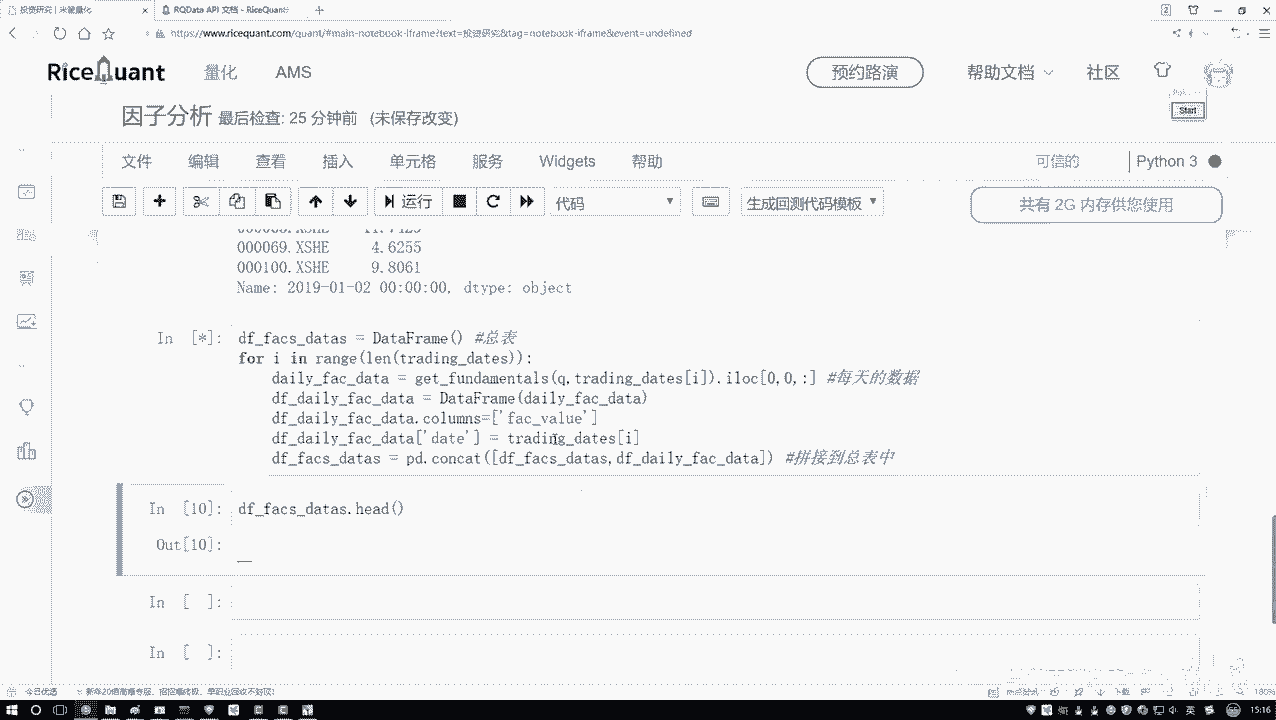 投资研究 | 米筐量化
RQData API 文档 - RiceQuant
https://www.ricequant.com/quant/#main-notebook-iframe?text=投资研究&tag=notebook-iframe&event=undefined
RiceQuant 量化 AMS 预约路演 帮助文档 社区
因子分析 最后检查: 25 分钟前 (未保存改变)
Start
文件 编辑 查看 插入 单元格 服务 Widgets 帮助 可信的 Python 3
运行 代码 生成回测代码模板 共有 2G 内存供您使用
000069.XSHE 4.6255
000100.XSHE 9.8061
Name: 2019-01-02 00:00:00, dtype: object
In [*]: df_facs_datas = DataFrame() #总表
for i in range(len(trading_dates)):
daily_fac_data = get_fundamentals(q,trading_dates[i]).iloc[0,0,:] #每天的数据
df_daily_fac_data = DataFrame(daily_fac_data)
df_daily_fac_data.columns=['fac_value']
df_daily_fac_data['date'] = trading_dates[i]
df_facs_datas = pd.concat([df_facs_datas,df_daily_fac_data]) #拼接到总表中
In [10]: df_facs_datas.head()
Out[10]:
In [ ]:
In [ ]:
今日优选
180%
英 15:16